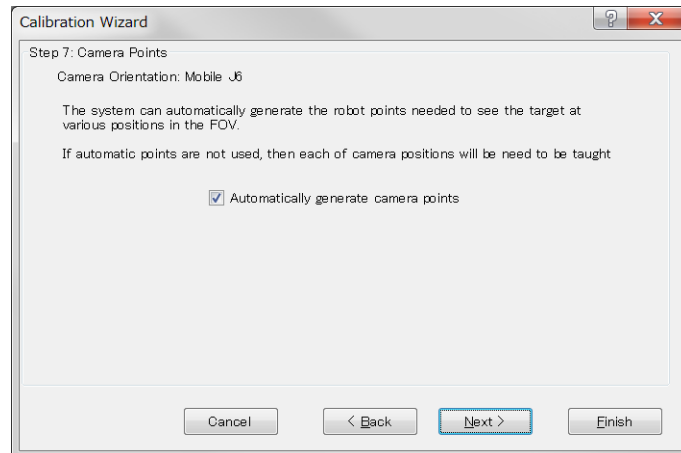 Calibration Wizard
Step 7: Camera Points
Camera Orientation: Mobile J6
The system can automatically generate the robot points needed to see the target at
various positions in the FOV.
If automatic points are not used, then each of camera positions will be need to be taught
Automatically generate camera points
Cancel
< Back
Next >
Finish